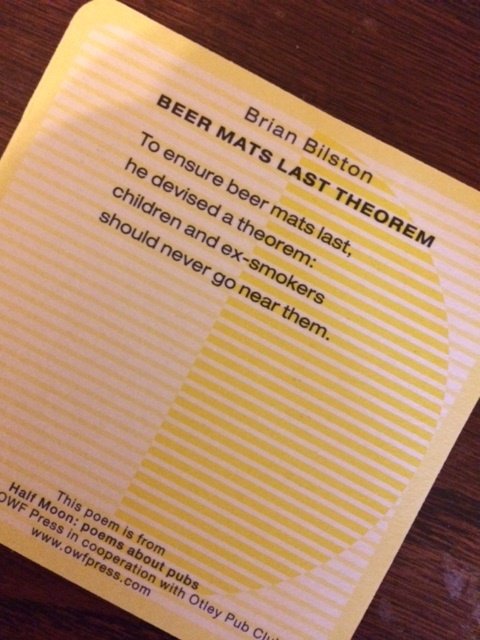 Brian Bilston
BEER MATS LAST THEOREM
To ensure beer mats last,
he devised a theorem:
children and ex-smokers
should never go near them.
This poem is from
Half Moon: poems about pubs
OWF Press in cooperation with Otley Pub Club
www.owfpress.com